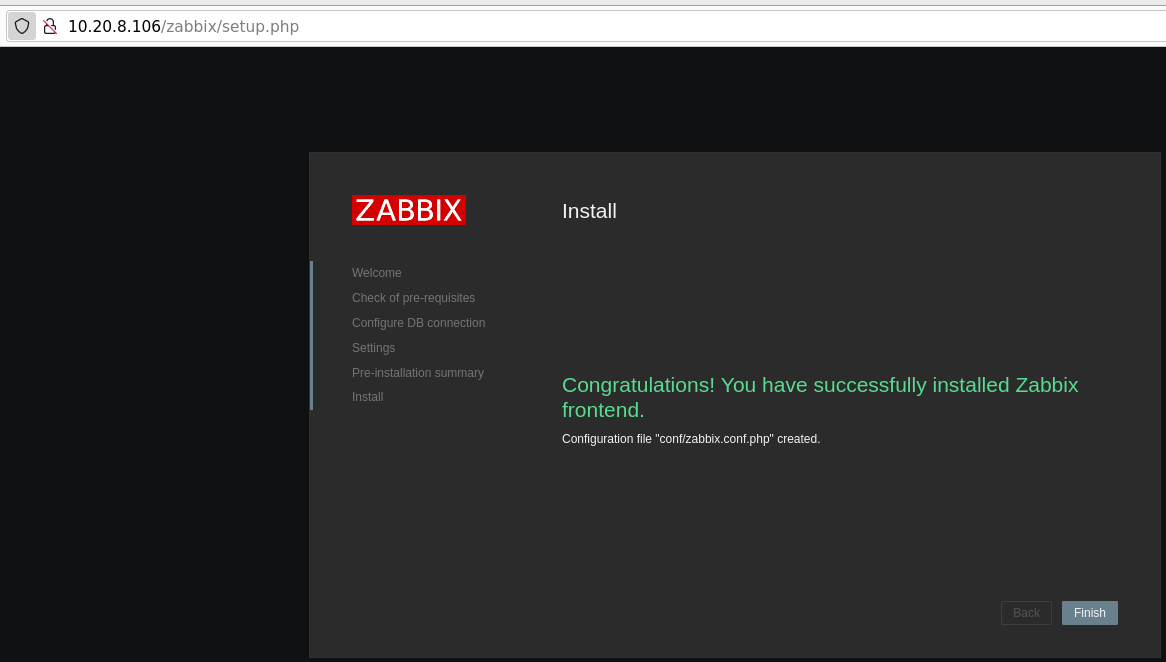 10.20.8.106/zabbix/setup.php
ZABBIX
Install
Welcome
Check of pre-requisites
Configure DB connection
Settings
Pre-installation summary
Install
Congratulations! You have successfully installed Zabbix
frontend.
Configuration file "conf/zabbix.conf.php" created.
Back
Finish